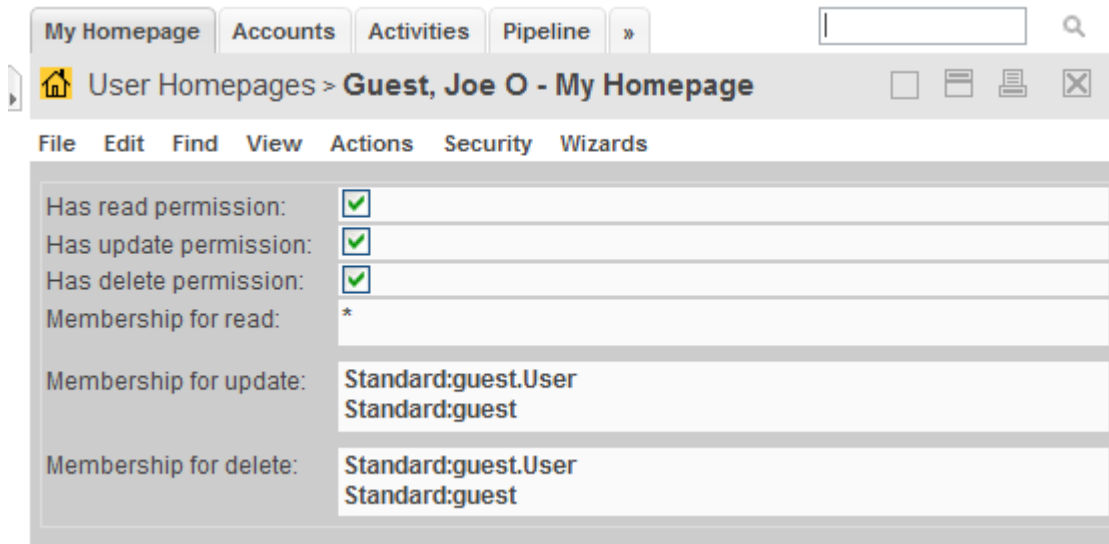 My Homepage Accounts Activities Pipeline »
User Homepages > Guest, Joe O - My Homepage
File Edit Find View Actions Security Wizards
Has read permission:
Has update permission:
Has delete permission:
Membership for read: *
Membership for update: Standard:guest.User
Standard:guest
Membership for delete: Standard:guest.User
Standard:guest